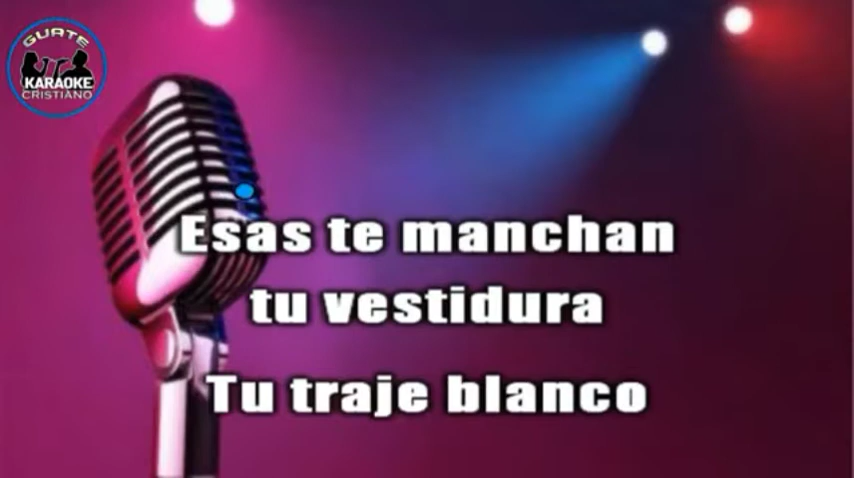 GUATE
KARAOKE
CRISTIANO
Esas te manchan
tu vestidura
Tu traje blanco